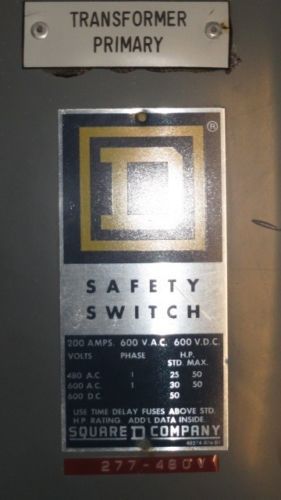 TRANSFORMER
PRIMARY
D
®
SAFETY
SWITCH
200 AMPS. 600 V.A.C. 600 V.D.C.
VOLTS PHASE H.P.
STD. MAX.
480 A.C. 1 25 50
600 A.C. 1 30 50
600 D.C. 50
USE TIME DELAY FUSES ABOVE STD.
H.P. RATING. ADD'L DATA INSIDE.
SQUARE D COMPANY
277-480V